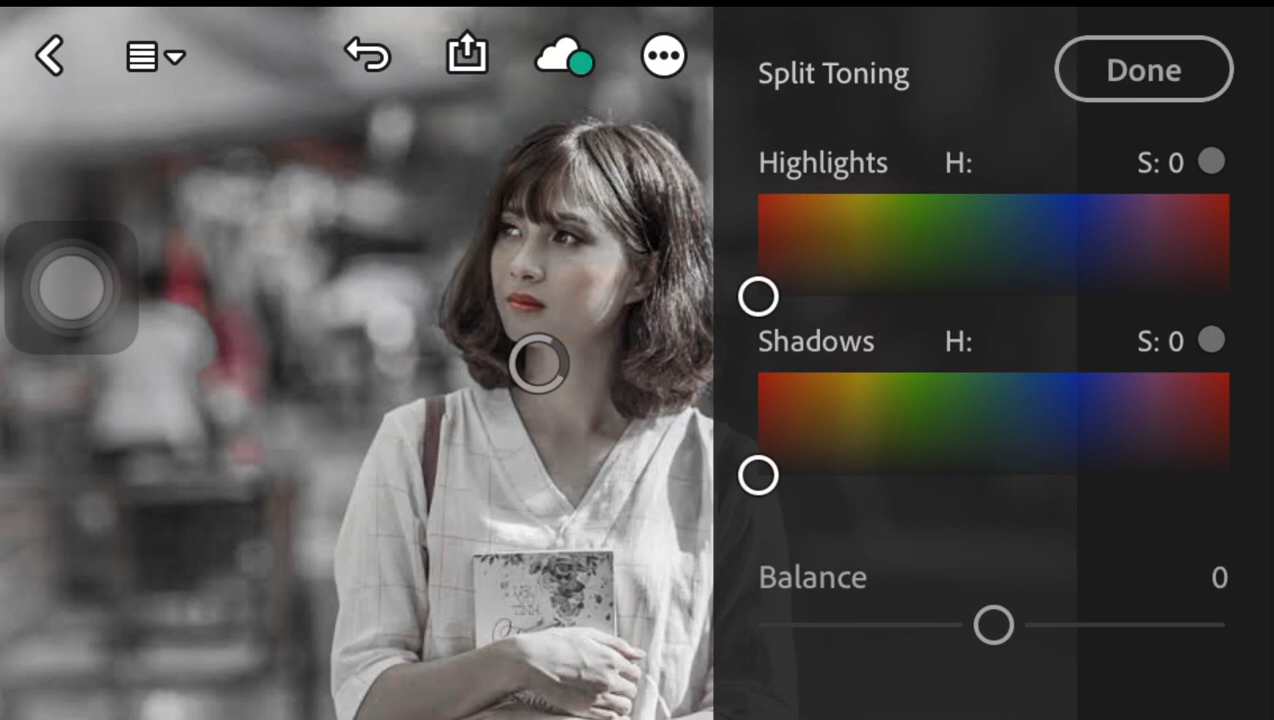 Split Toning
Done
Highlights H: S: 0
Shadows H: S: 0
Balance 0